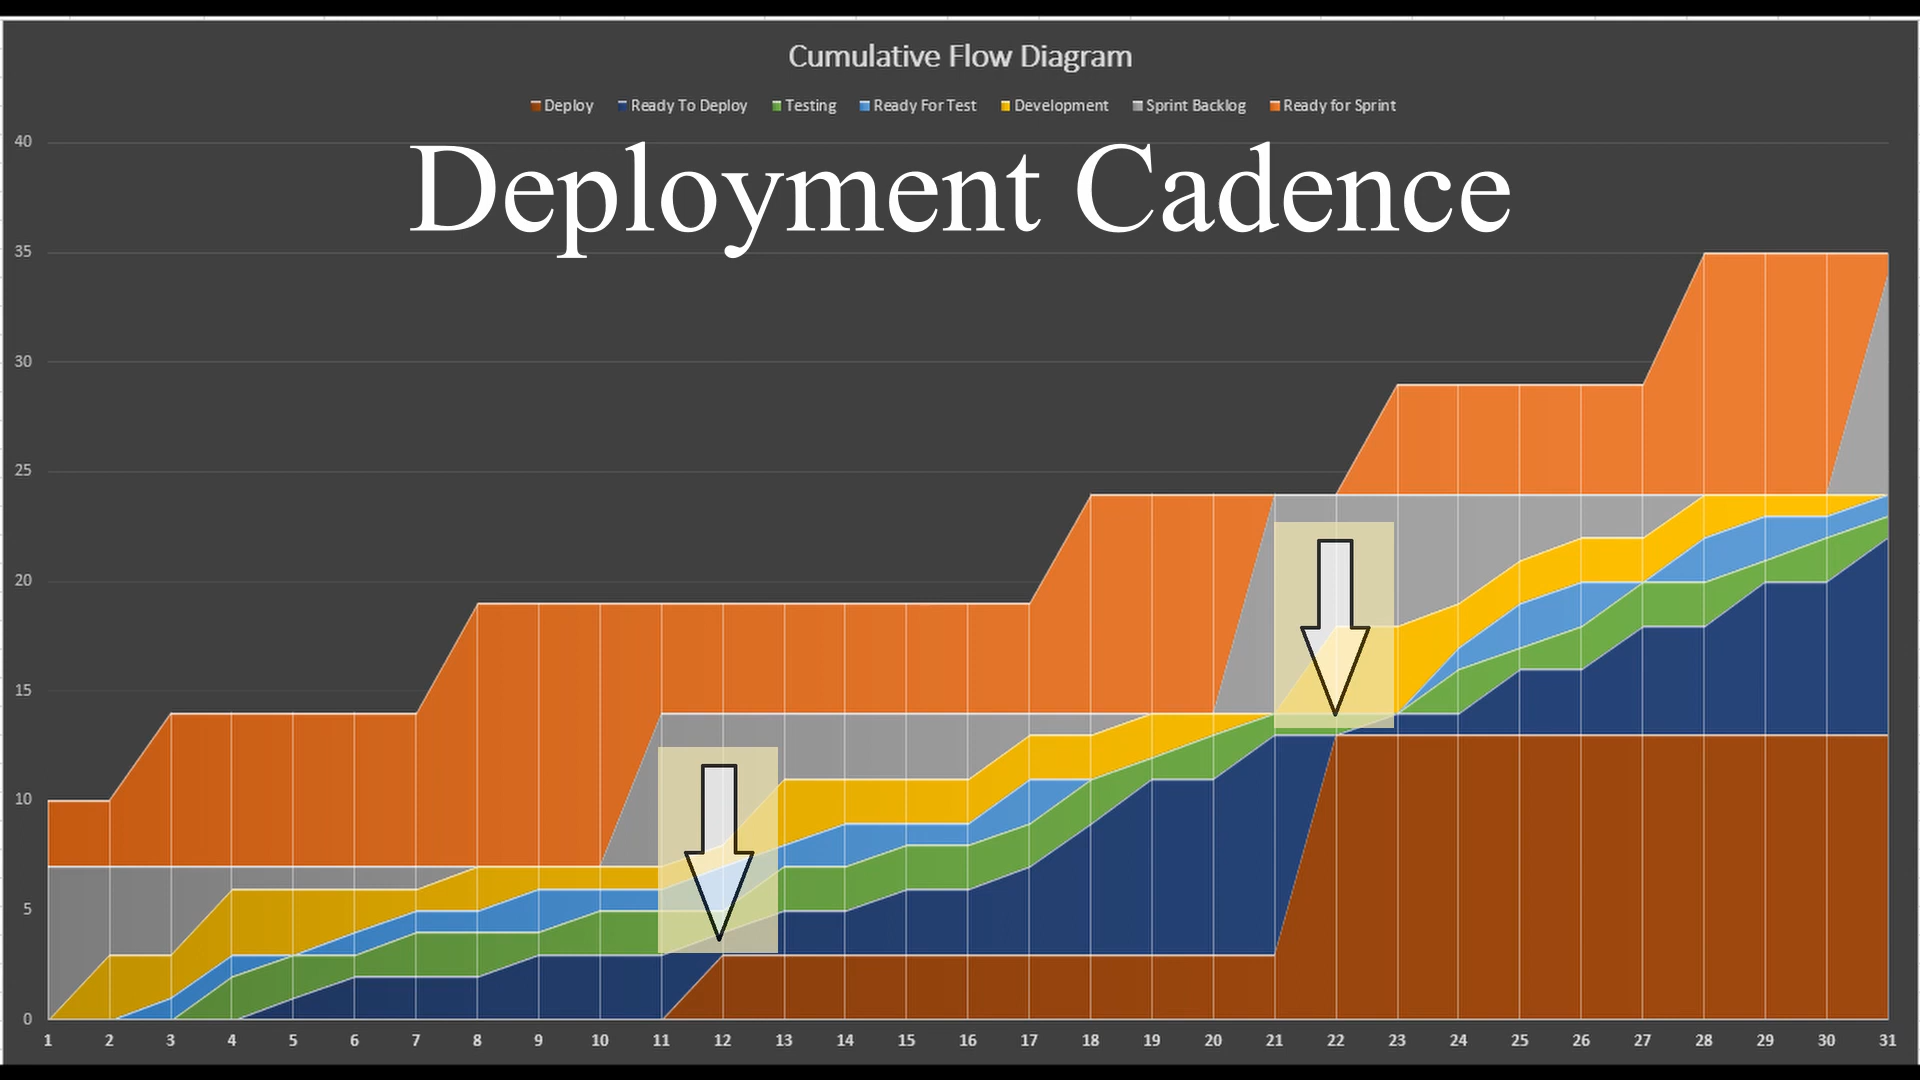 Cumulative Flow Diagram
Deploy Ready To Deploy Testing Ready For Test Development Sprint Backlog Ready for Sprint
Deployment Cadence
40
35
30
25
20
15
10
5
0
1 2 3 4 5 6 7 8 9 10 11 12 13 14 15 16 17 18 19 20 21 22 23 24 25 26 27 28 29 30 31